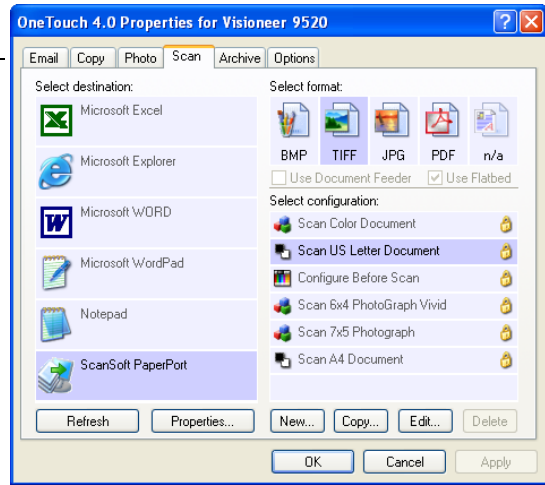 OneTouch 4.0 Properties for Visioneer 9520
Email Copy Photo Scan Archive Options
Select destination:
Microsoft Excel
Microsoft Explorer
Microsoft WORD
Microsoft WordPad
Notepad
ScanSoft PaperPort
Refresh Properties...
Select format:
BMP TIFF JPG PDF n/a
Use Document Feeder Use Flatbed
Select configuration:
Scan Color Document
Scan US Letter Document
Configure Before Scan
Scan 6x4 PhotoGraph Vivid
Scan 7x5 Photograph
Scan A4 Document
New... Copy... Edit... Delete
OK Cancel Apply